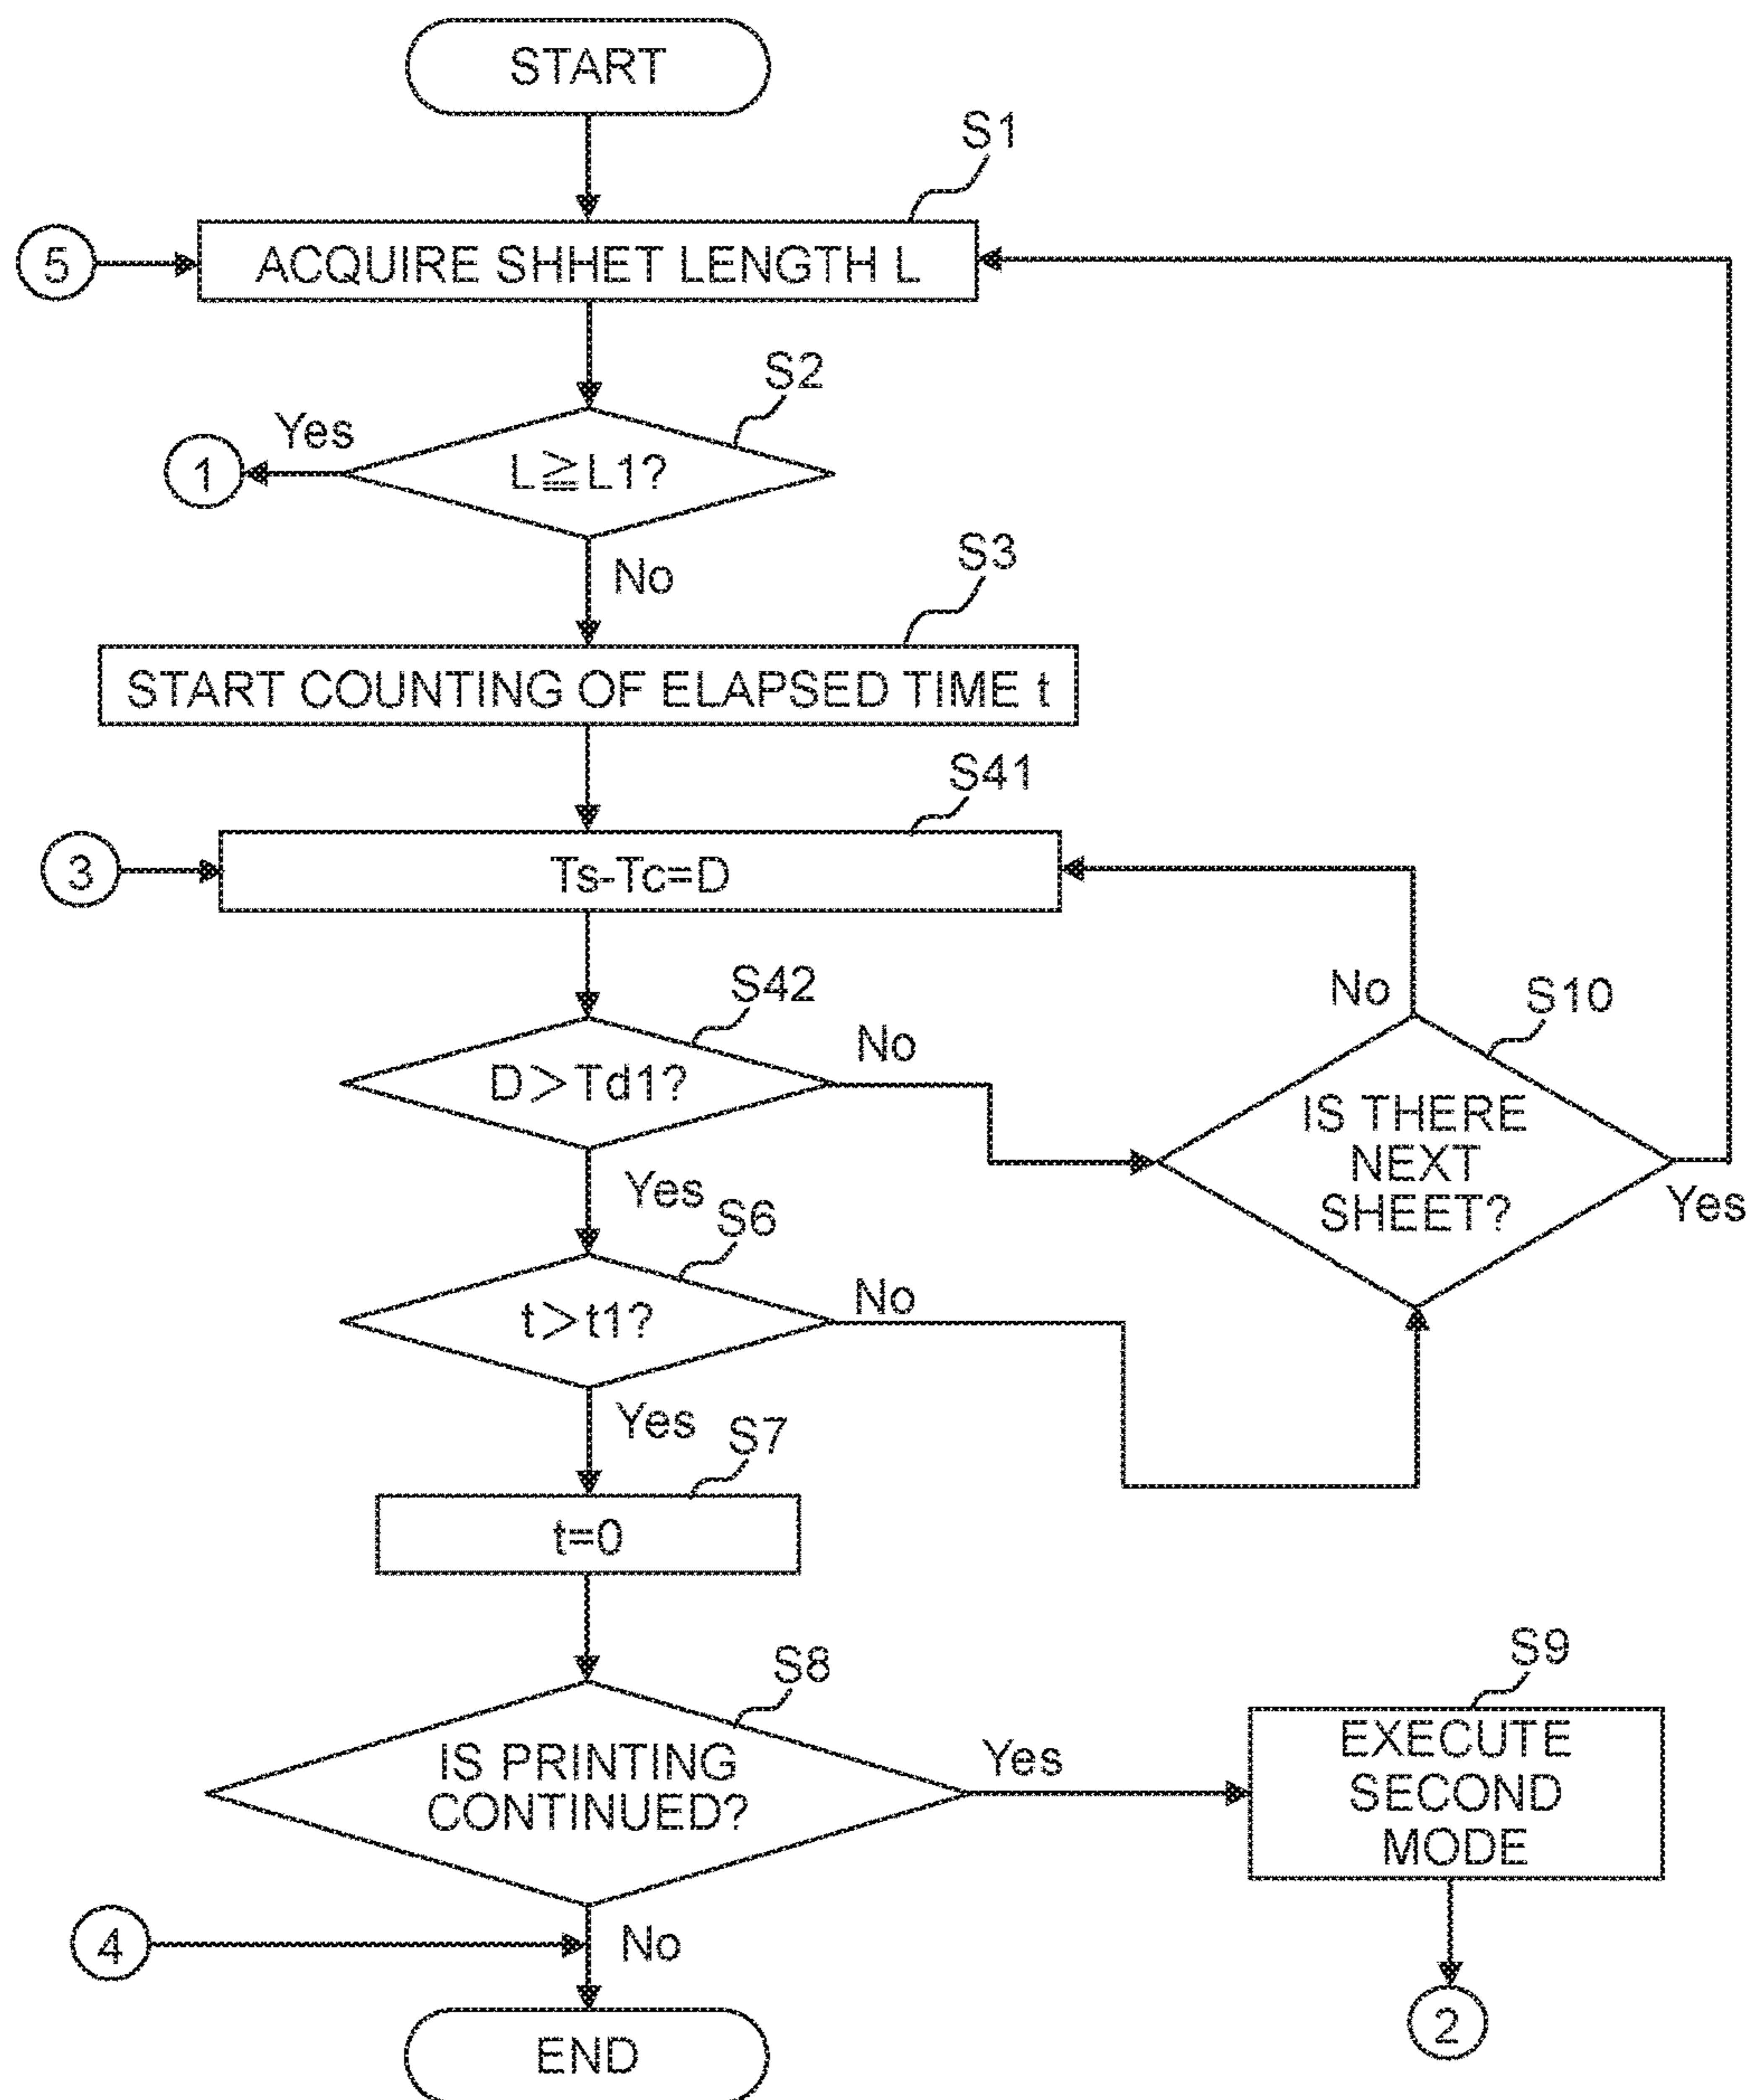 START
S1
5
ACQUIRE SHHET LENGTH L
S2
Yes
1
L≧L1?
No
S3
START COUNTING OF ELAPSED TIME t
S41
3
Ts-Tc=D
S42
No
D>Td1?
No
S10
IS THERE
NEXT
SHEET?
Yes
Yes
S6
No
t>t1?
Yes
S7
t=0
S8
IS PRINTING
CONTINUED?
Yes
S9
EXECUTE
SECOND
MODE
4
No
2
END